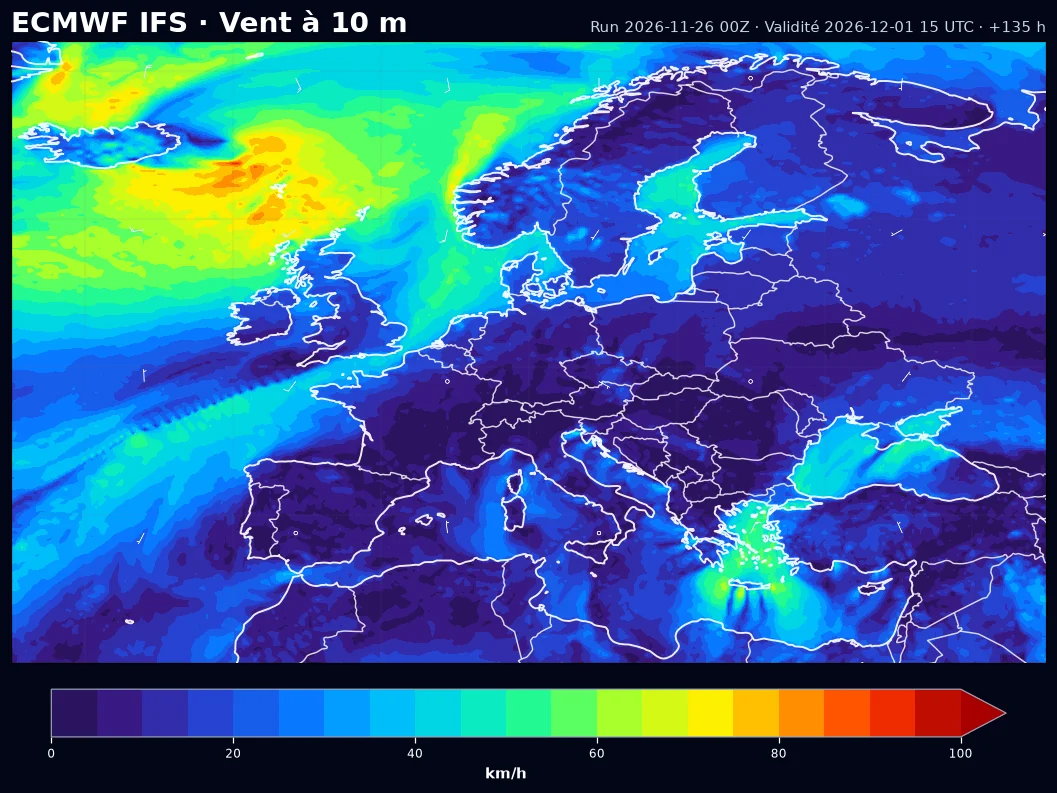 ECMWF IFS · Vent à 10 m
Run 2026-11-26 00Z · Validité 2026-12-01 15 UTC · +135 h
0 20 40 60 80 100
km/h